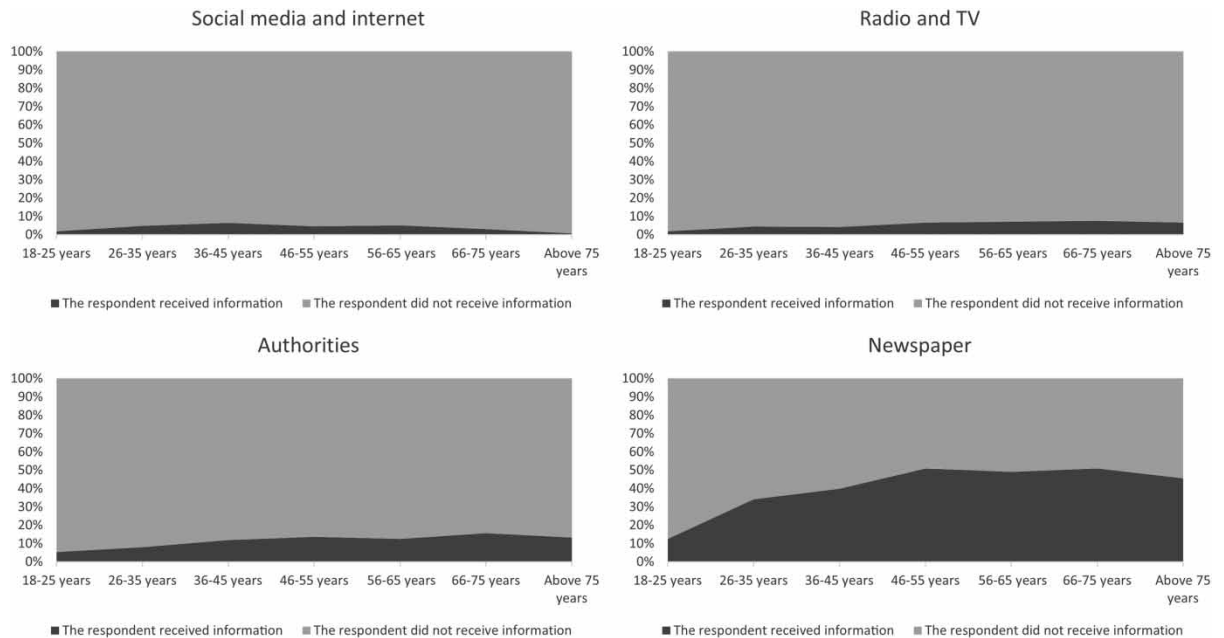 Social media and internet
100%
90%
80%
70%
60%
50%
40%
30%
20%
10%
0%
18-25 years 26-35 years 36-45 years 46-55 years 56-65 years 66-75 years Above 75
years
The respondent received information The respondent did not receive information
Radio and TV
100%
90%
80%
70%
60%
50%
40%
30%
20%
10%
0%
18-25 years 26-35 years 36-45 years 46-55 years 56-65 years 66-75 years Above 75
years
The respondent received information The respondent did not receive information
Authorities
100%
90%
80%
70%
60%
50%
40%
30%
20%
10%
0%
18-25 years 26-35 years 36-45 years 46-55 years 56-65 years 66-75 years Above 75
years
The respondent received information The respondent did not receive information
Newspaper
100%
90%
80%
70%
60%
50%
40%
30%
20%
10%
0%
18-25 years 26-35 years 36-45 years 46-55 years 56-65 years 66-75 years Above 75
years
The respondent received information The respondent did not receive information